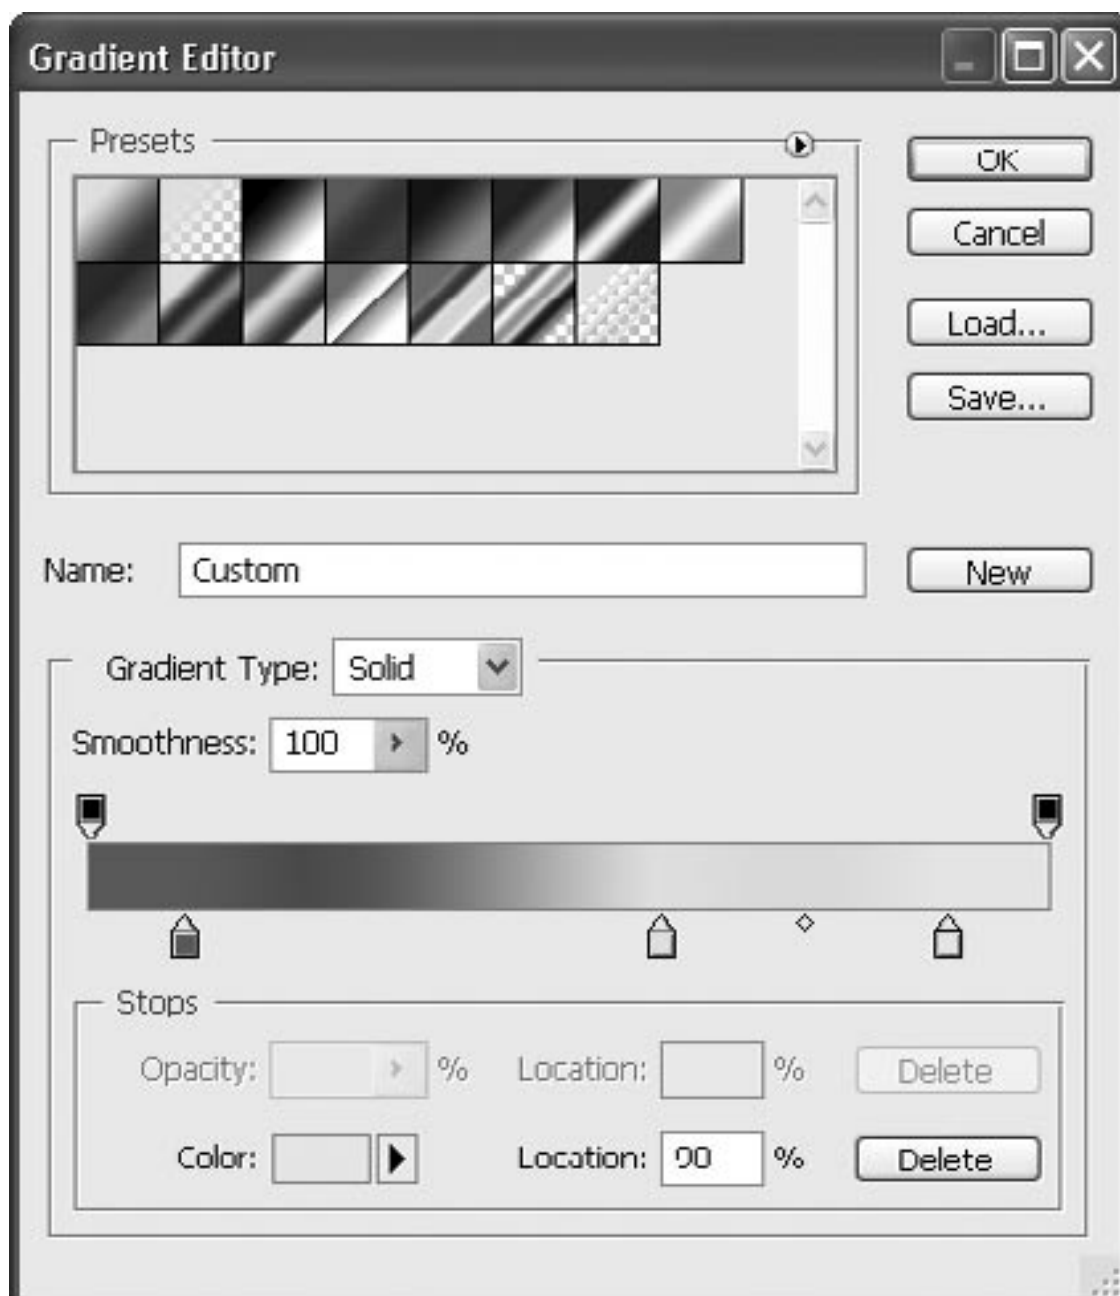 Gradient Editor
Presets
OK
Cancel
Load...
Save...
Name: Custom
New
Gradient Type: Solid
Smoothness: 100 %
Stops
Opacity: % Location: % Delete
Color: Location: 90 % Delete